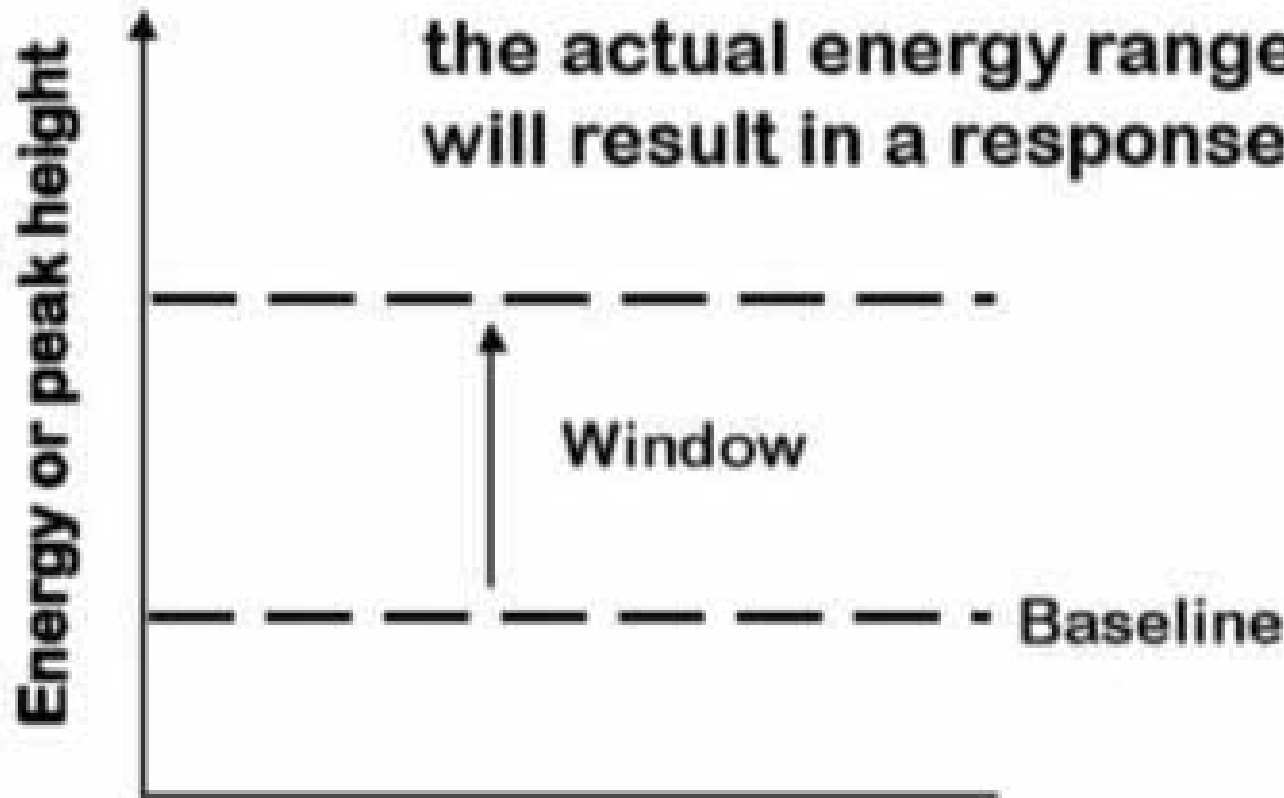 the actual energy range
will result in a response
Energy or peak height
Window
Baseline